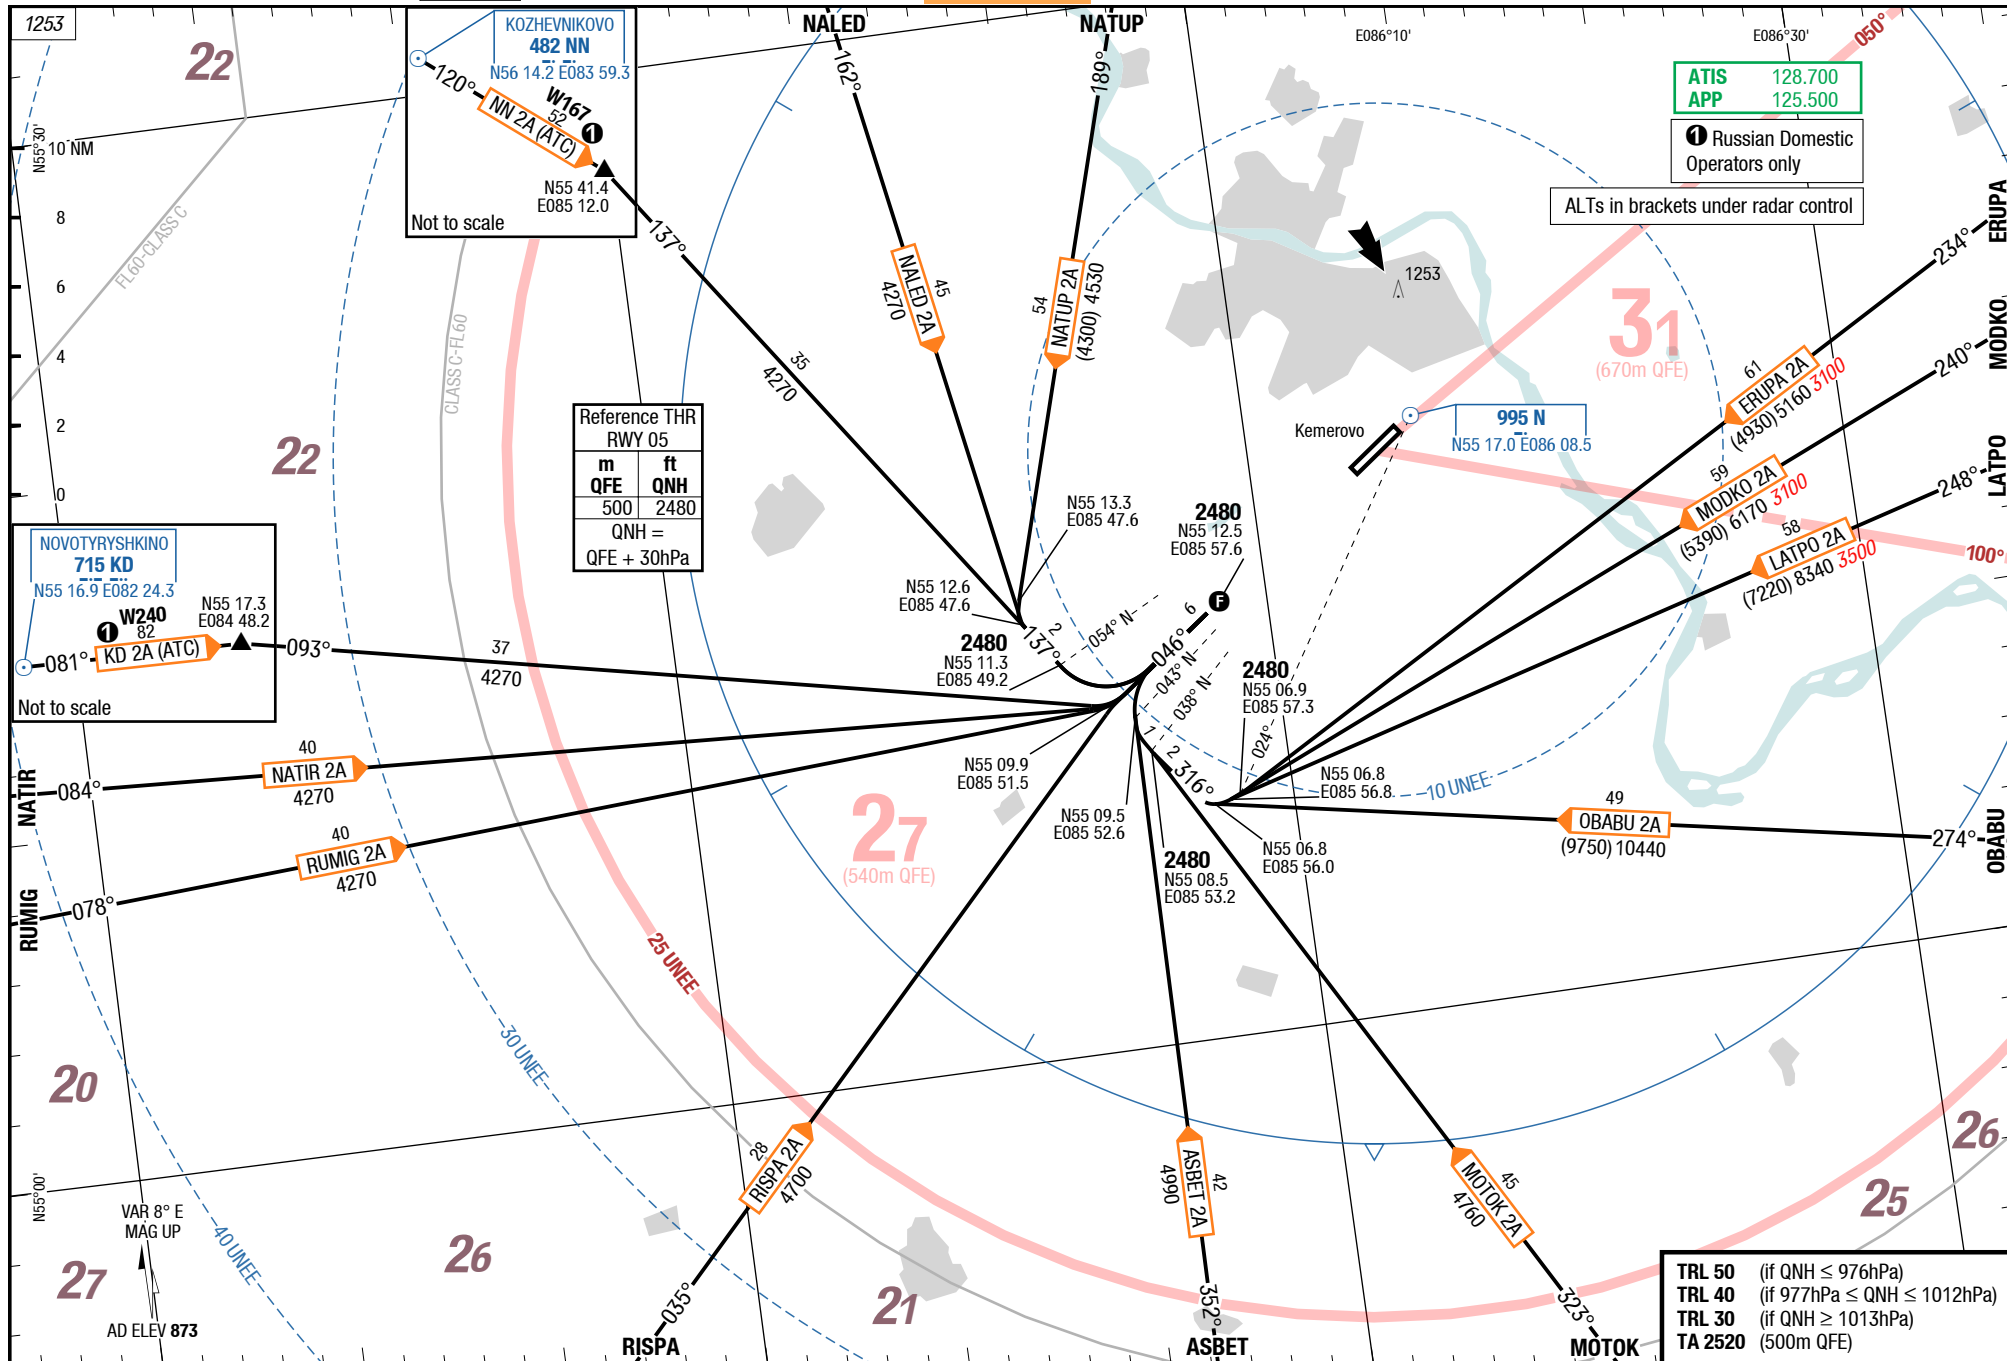 1253
22
KOZHEVNIKOVO
482 NN
N56 14.2 E083 59.3
120°
W167
52
1
NN 2A (ATC)
N55 41.4
E085 12.0
Not to scale
NALED
162°
NATUP
189°
E086°10'
E086°30'
050°
ATIS 128.700
APP 125.500
1 Russian Domestic
Operators only
ALTs in brackets under radar control
N55°30'
10 NM
8
6
4
2
0
FL60-CLASS C
CLASS C-FL60
22
137°
35
4270
NALED 2A
45
4270
54
NATUP 2A
(4300) 4530
1253
31
(670m QFE)
ERUPA
234°
61
ERUPA 2A
(4930) 5160 3100
MODKO
240°
59
MODKO 2A
(5390) 6170 3100
LATPO
248°
58
LATPO 2A
(7220) 8340 3500
100°
Kemerovo
995 N
N55 17.0 E086 08.5
Reference THR
RWY 05
m ft
QFE QNH
500 2480
QNH =
QFE + 30hPa
NOVOTYRYSHKINO
715 KD
N55 16.9 E082 24.3
1
W240
82
081°
KD 2A (ATC)
N55 17.3
E084 48.2
Not to scale
093°
37
4270
N55 13.3
E085 47.6
2480
N55 12.5
E085 57.6
F
6
N55 12.6
E085 47.6
2
137°
054° N
046°
043° N
038° N
2480
N55 11.3
E085 49.2
2480
N55 06.9
E085 57.3
024°
1
2
316°
N55 09.9
E085 51.5
N55 09.5
E085 52.6
2480
N55 08.5
E085 53.2
N55 06.8
E085 56.8
N55 06.8
E085 56.0
10 UNEE
49
OBABU 2A
(9750) 10440
274°
OBABU
NATIR
084°
40
NATIR 2A
4270
RUMIG
078°
40
RUMIG 2A
4270
27
(540m QFE)
25 UNEE
30 UNEE
40 UNEE
20
N55°00'
VAR 8° E
MAG UP
27
AD ELEV 873
26
21
28
RISPA 2A
4700
035°
RISPA
42
ASBET 2A
4990
352°
ASBET
45
MOTOK 2A
4760
323°
MOTOK
26
25
TRL 50 (if QNH ≤ 976hPa)
TRL 40 (if 977hPa ≤ QNH ≤ 1012hPa)
TRL 30 (if QNH ≥ 1013hPa)
TA 2520 (500m QFE)